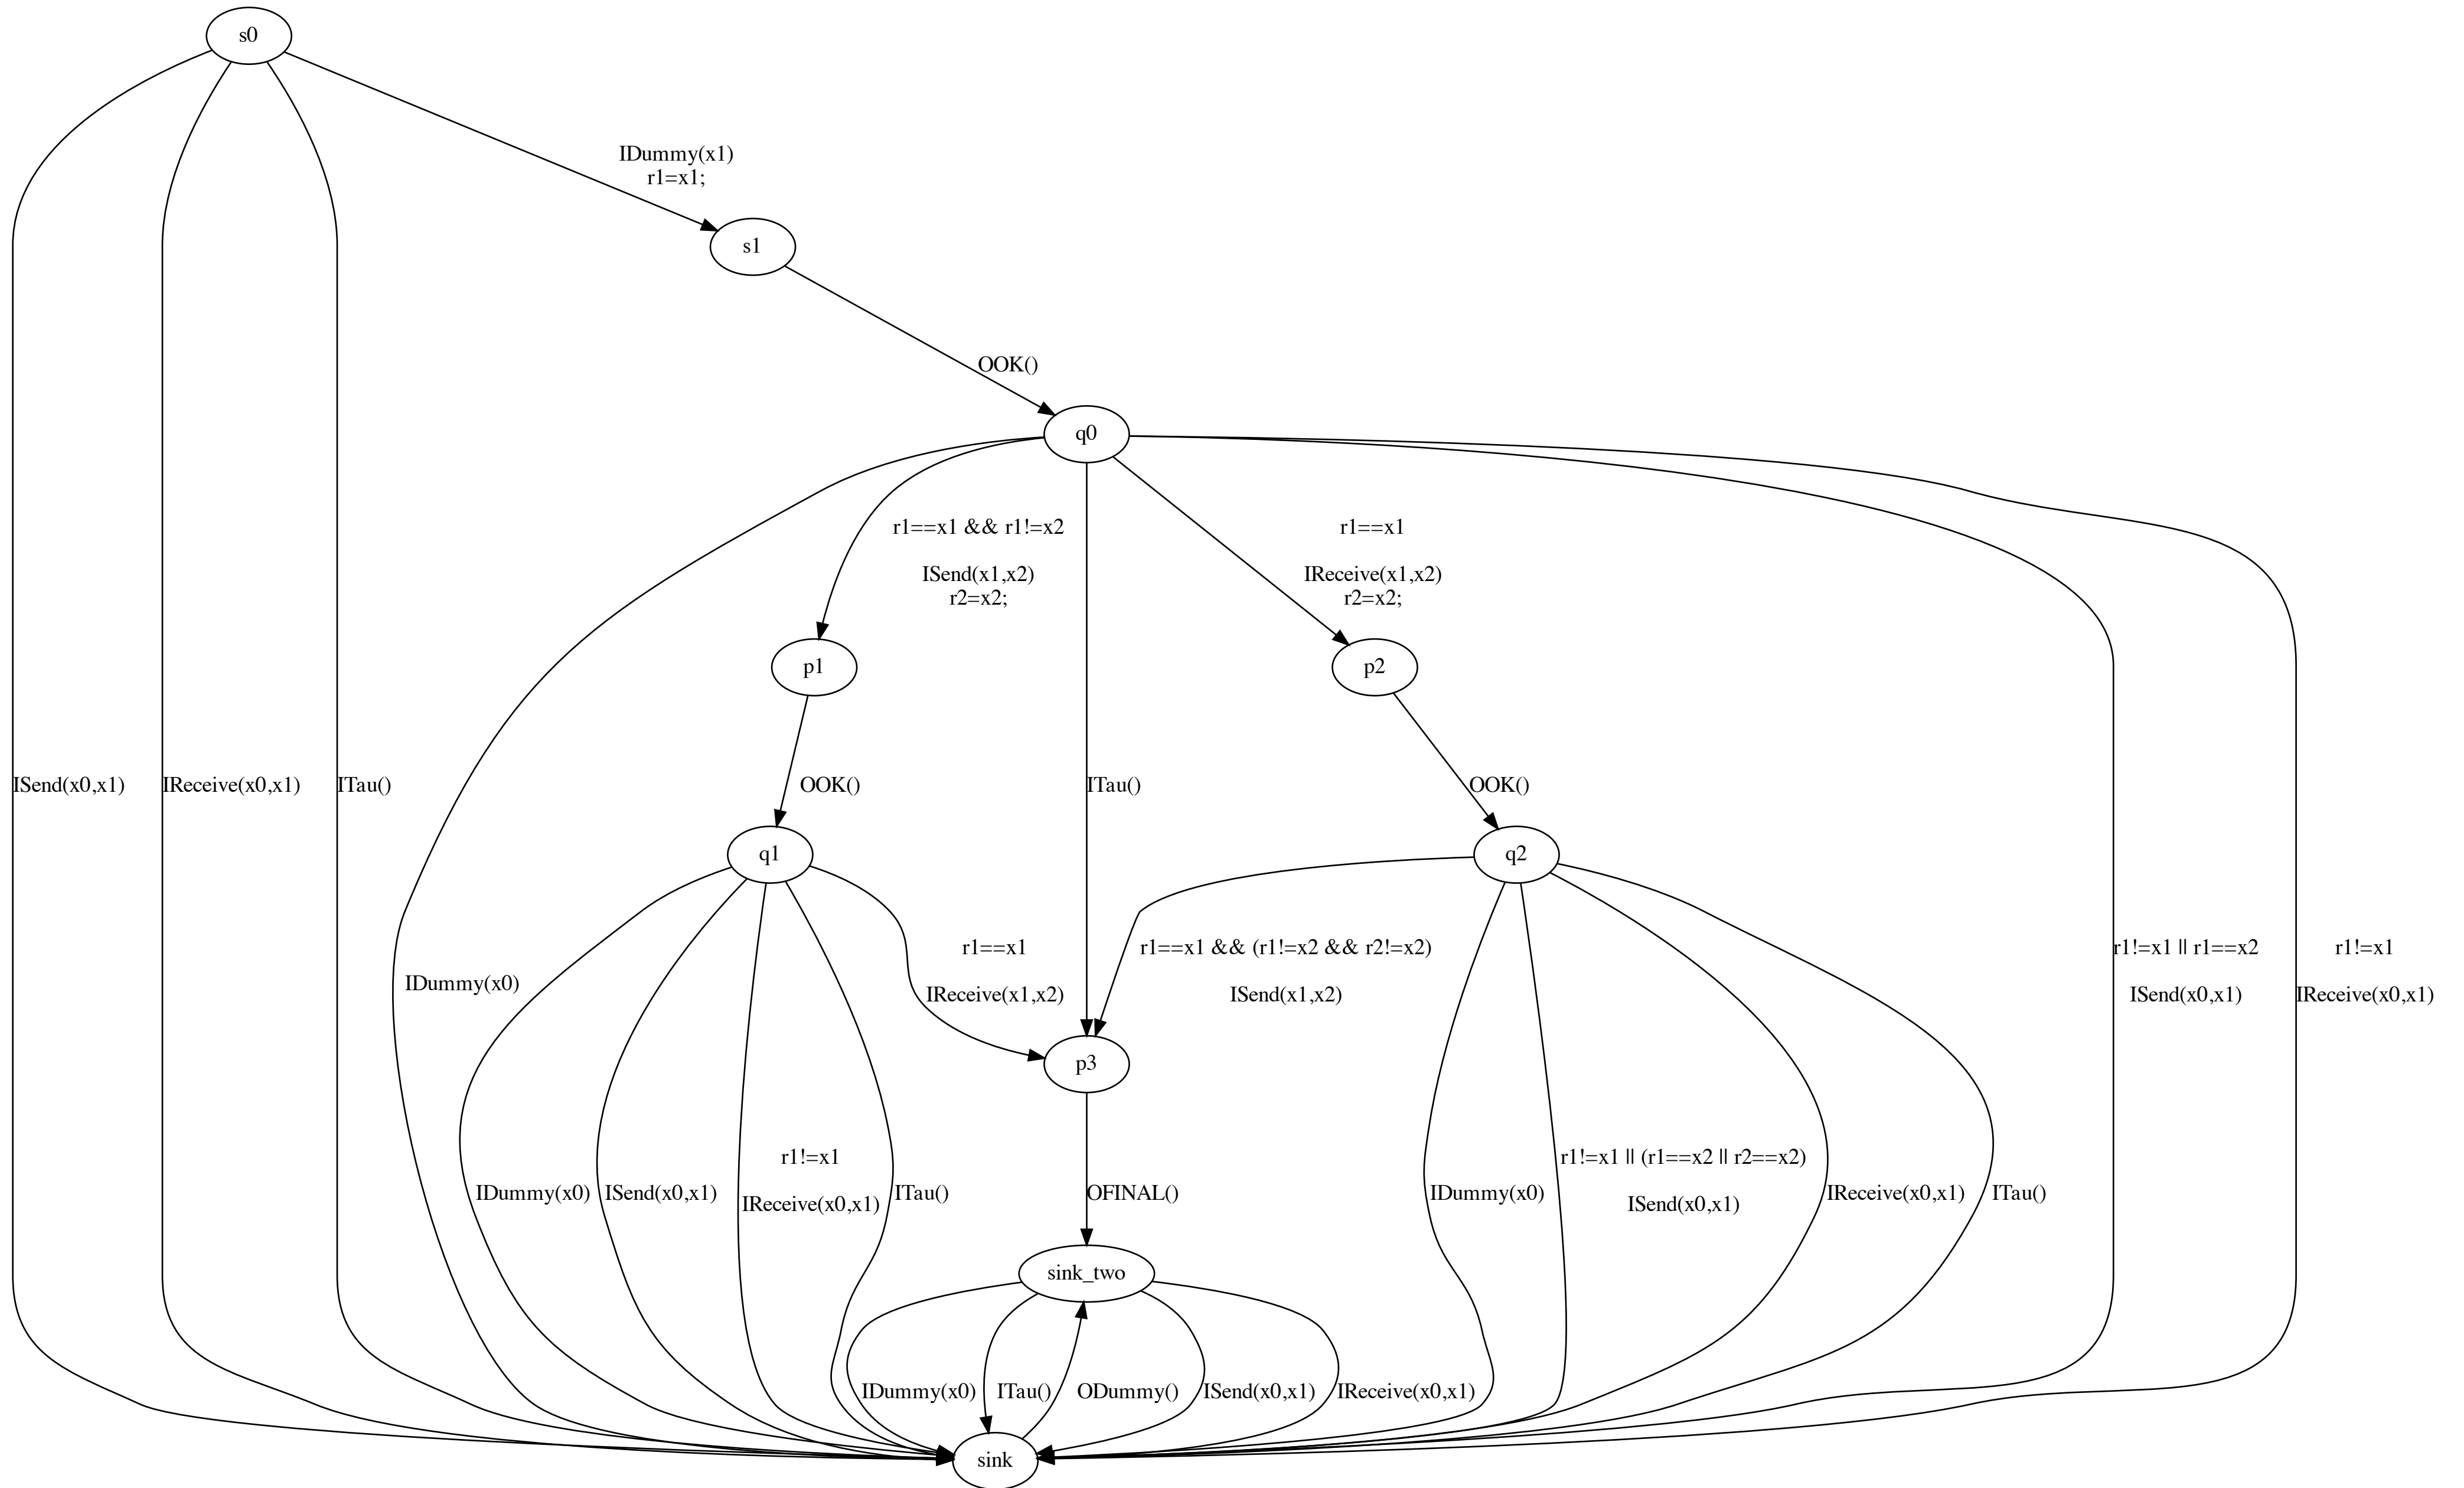 s0
IDummy(x1)
r1=x1;
s1
OOK()
q0
r1==x1 && r1!=x2
ISend(x1,x2)
r2=x2;
r1==x1
IReceive(x1,x2)
r2=x2;
p1
p2
ISend(x0,x1)
IReceive(x0,x1)
ITau()
OOK()
ITau()
OOK()
q1
q2
IDummy(x0)
r1==x1
IReceive(x1,x2)
r1==x1 && (r1!=x2 && r2!=x2)
ISend(x1,x2)
r1!=x1 || r1==x2
ISend(x0,x1)
r1!=x1
IReceive(x0,x1)
p3
IDummy(x0)
ISend(x0,x1)
r1!=x1
IReceive(x0,x1)
ITau()
OFINAL()
IDummy(x0)
r1!=x1 || (r1==x2 || r2==x2)
ISend(x0,x1)
IReceive(x0,x1)
ITau()
sink_two
IDummy(x0)
ITau()
ODummy()
ISend(x0,x1)
IReceive(x0,x1)
sink